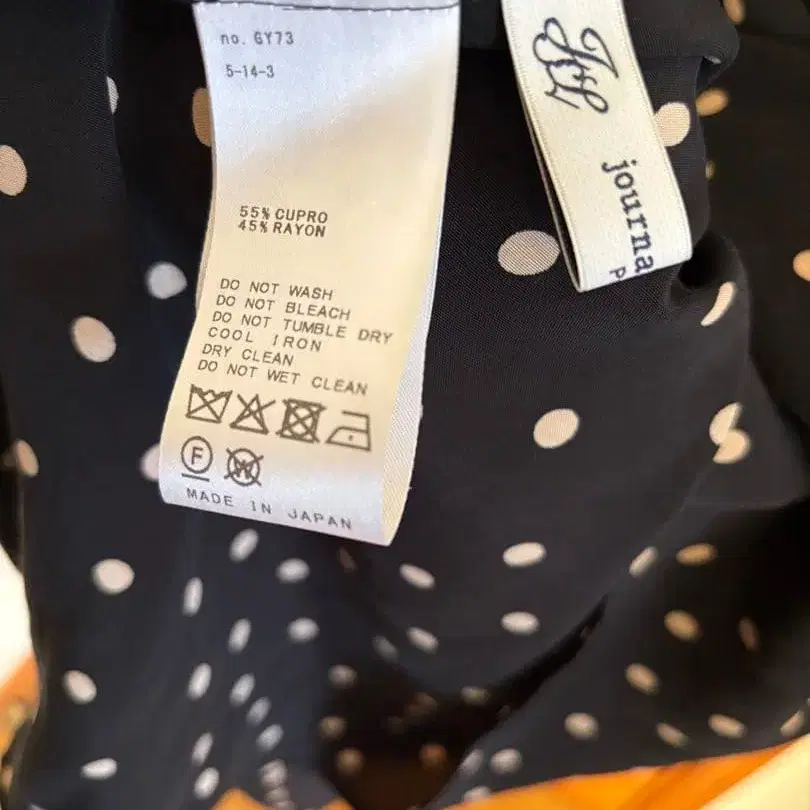 no. GY73
5-14-3
55% CUPRO
45% RAYON
DO NOT WASH
DO NOT BLEACH
DO NOT TUMBLE DRY
COOL IRON
DRY CLEAN
DO NOT WET CLEAN
F
W
MADE IN JAPAN
journa
P